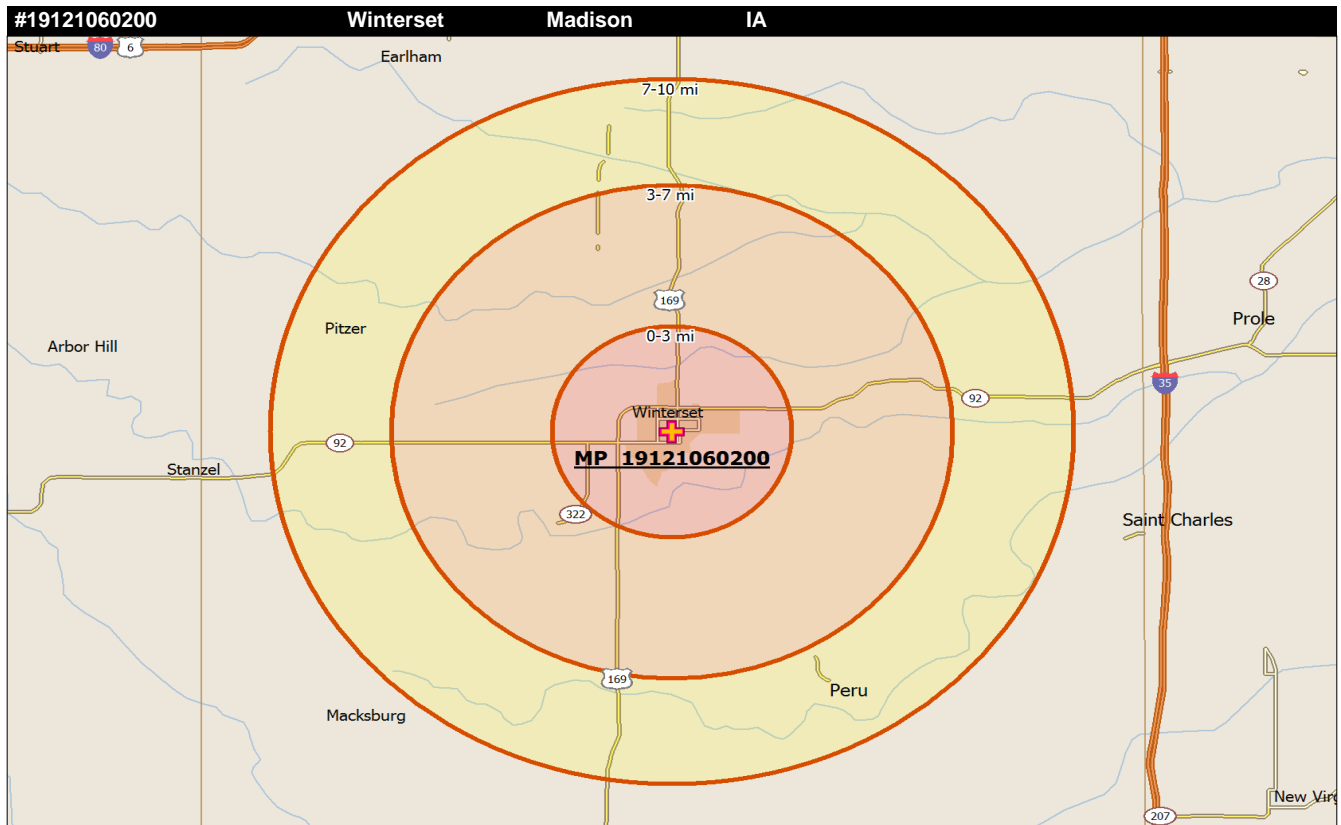 #19121060200 Winterset Madison IA
Stuart
80
6
Earlham
7-10 mi
3-7 mi
28
169
Prole
Pitzer
0-3 mi
Arbor Hill
35
92
Winterset
92
MP 19121060200
Stanzel
322
Saint Charles
169
Peru
Macksburg
207